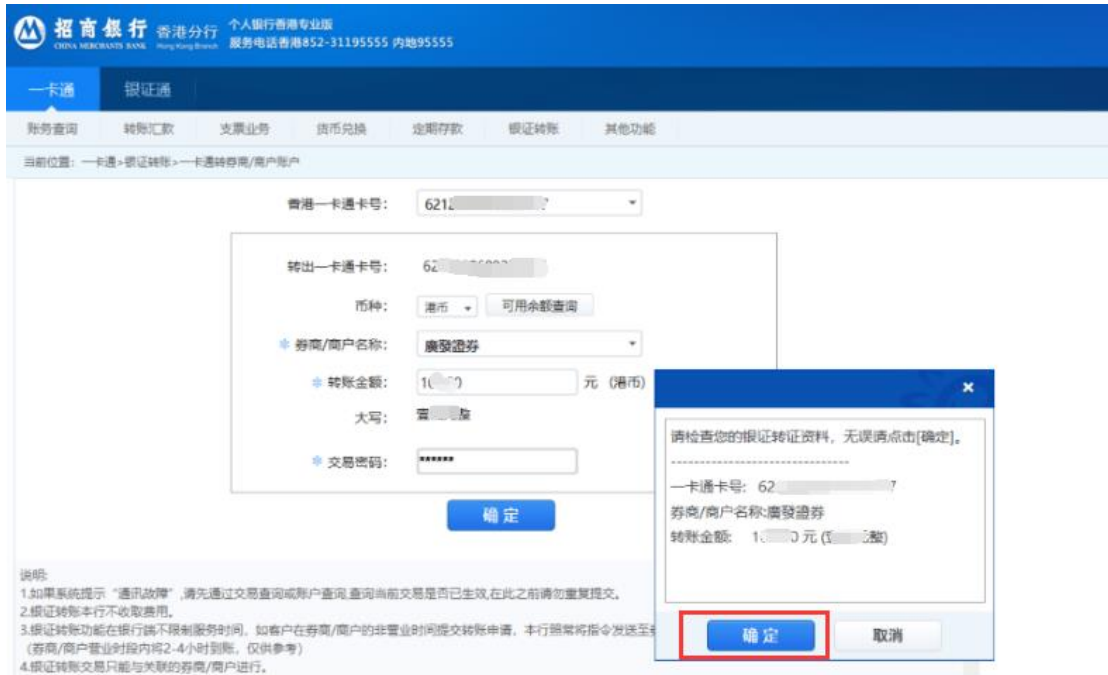 招商银行 香港分行 个人银行香港专业版
CHINA MERCHANTS BANK Hong Kong Branch 服务电话香港852-31195555 内地95555
一卡通 银证通
账务查询 转账汇款 支票业务 货币兑换 定期存款 银证转账 其他功能
当前位置：一卡通>银证转账>一卡通转券商/商户账户
香港一卡通卡号： 621
转出一卡通卡号： 62
币种： 港币 可用余额查询
* 券商/商户名称： 廣發證券
* 转账金额： 1 0 元（港币）
大写： 壹 整
* 交易密码： ******
确定
请检查您的银证转证资料，无误请点击[确定]。
------------------------------
一卡通卡号: 62 7
券商/商户名称:廣發證券
转账金额: 1 0 元( 整)
确定 取消
说明:
1.如果系统提示“通讯故障”,请先通过交易查询或账户查询,查询当前交易是否已生效,在此之前请勿重复提交。
2.银证转账本行不收取费用。
3.银证转账功能在银行端不限制服务时间，如客户在券商/商户的非营业时间提交转账申请，本行照常将指令发送至
（券商/商户营业时段内将2-4小时到账，仅供参考）
4.银证转账交易只能与关联的券商/商户进行。